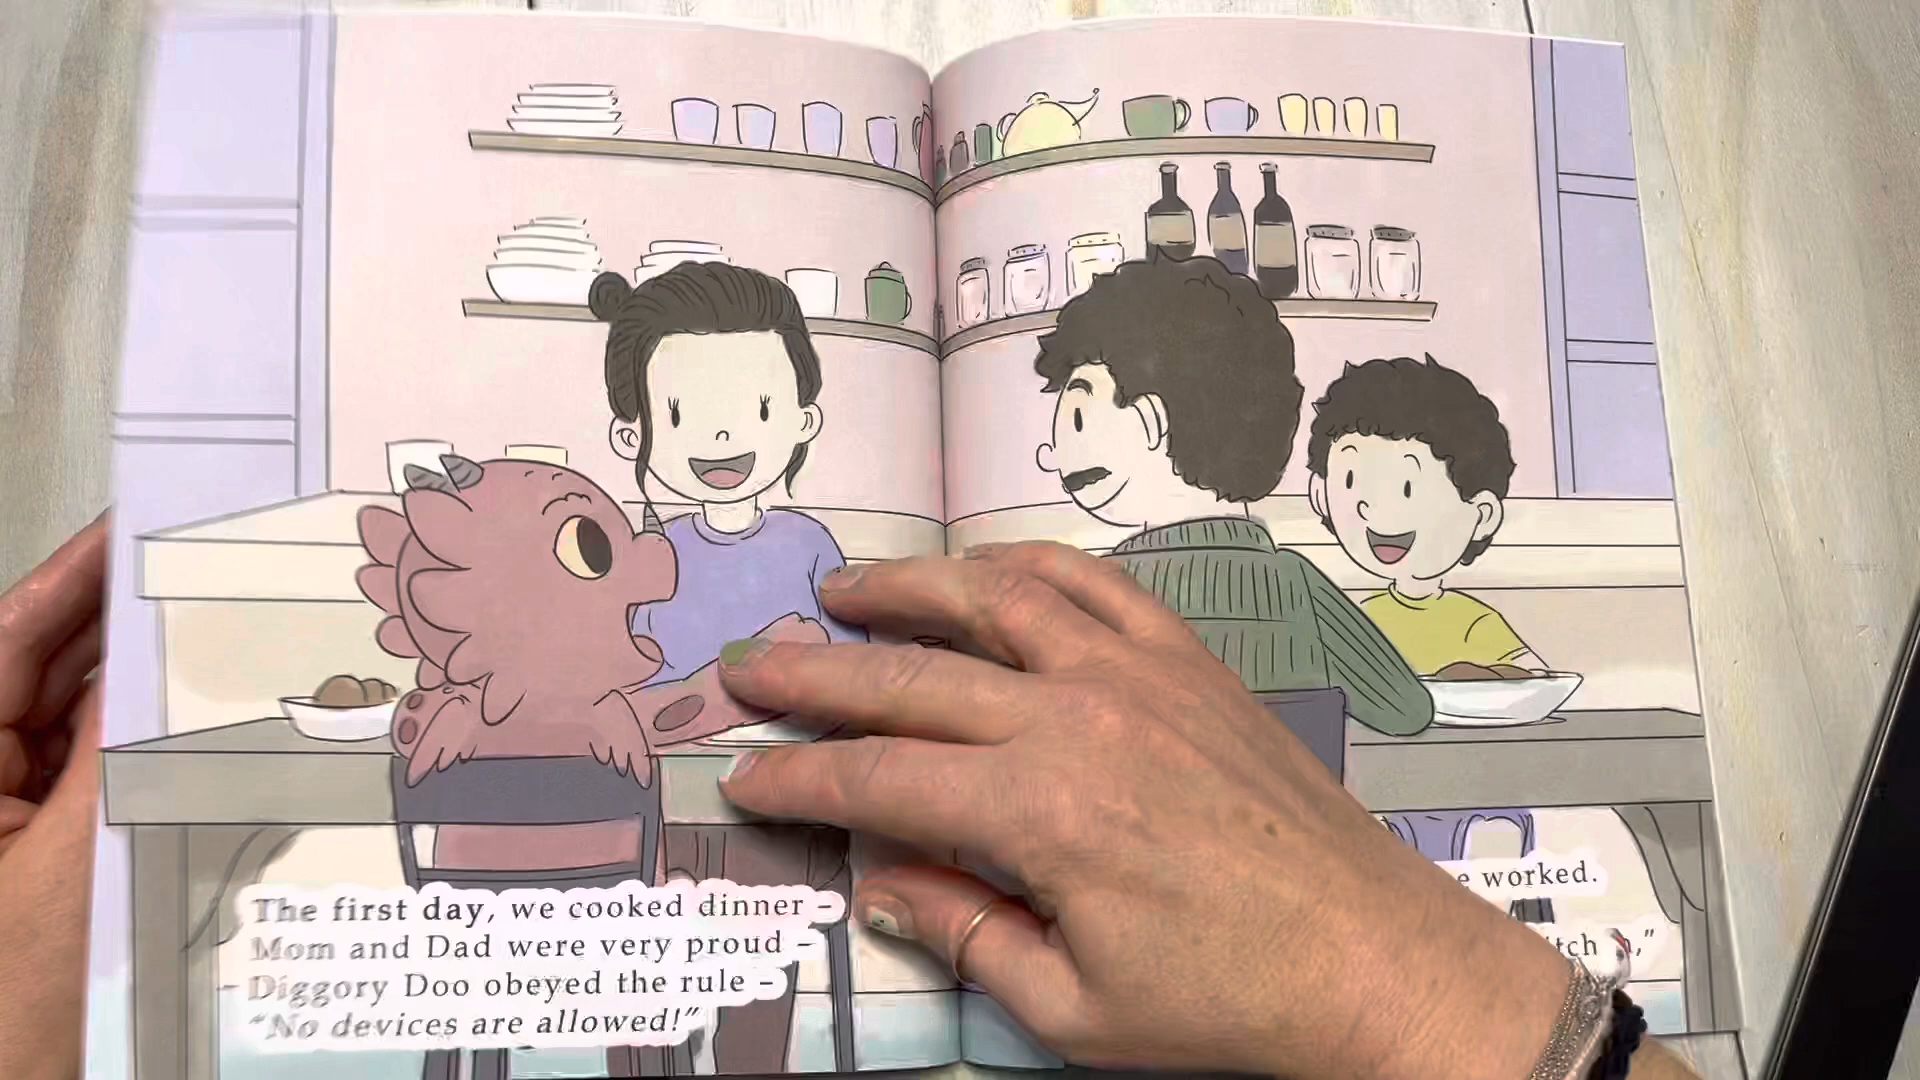 The first day, we cooked dinner –
Mom and Dad were very proud –
Diggory Doo obeyed the rule –
“No devices are allowed!”
worked.